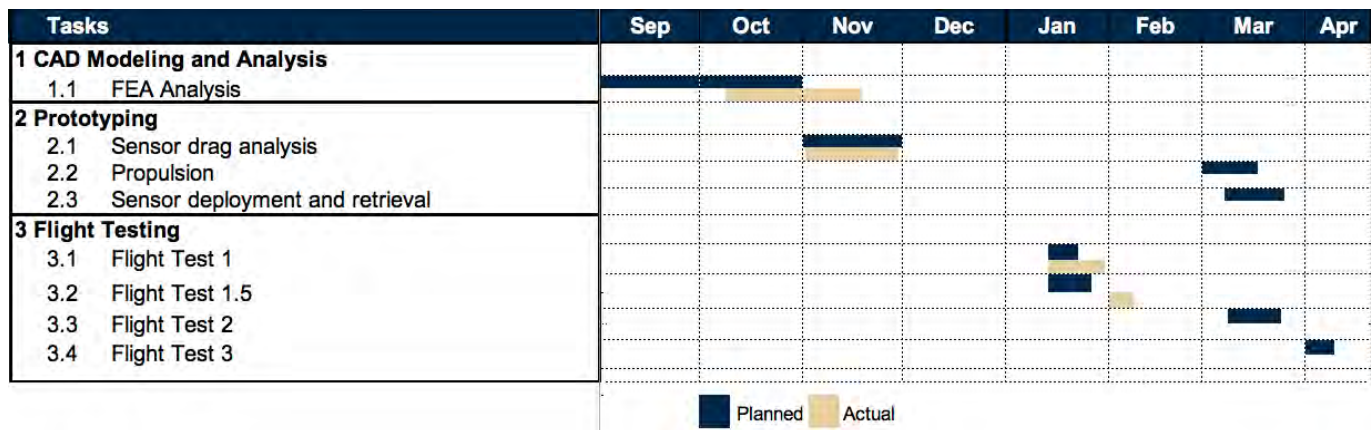 Tasks Sep Oct Nov Dec Jan Feb Mar Apr
1 CAD Modeling and Analysis
1.1 FEA Analysis
2 Prototyping
2.1 Sensor drag analysis
2.2 Propulsion
2.3 Sensor deployment and retrieval
3 Flight Testing
3.1 Flight Test 1
3.2 Flight Test 1.5
3.3 Flight Test 2
3.4 Flight Test 3
Planned Actual